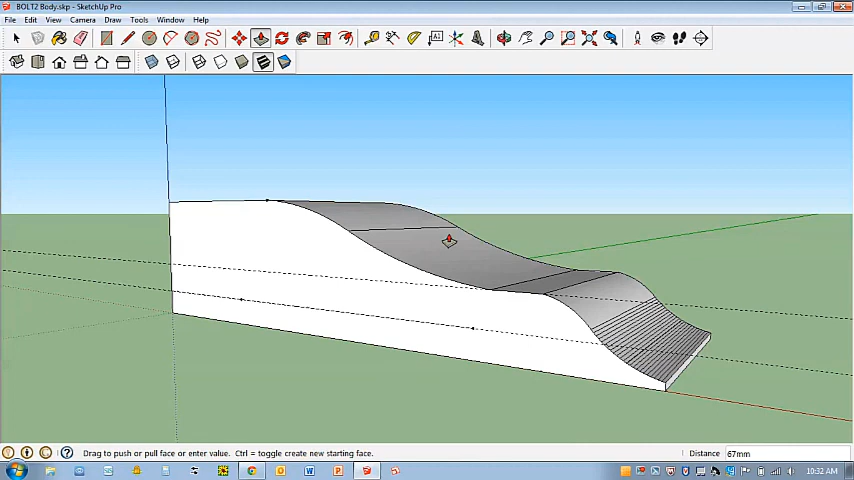 BOLT2 Body.skp - SketchUp Pro
File Edit View Camera Draw Tools Window Help
A1
Drag to push or pull face or enter value. Ctrl = toggle create new starting face.
Distance 67mm
10:32 AM